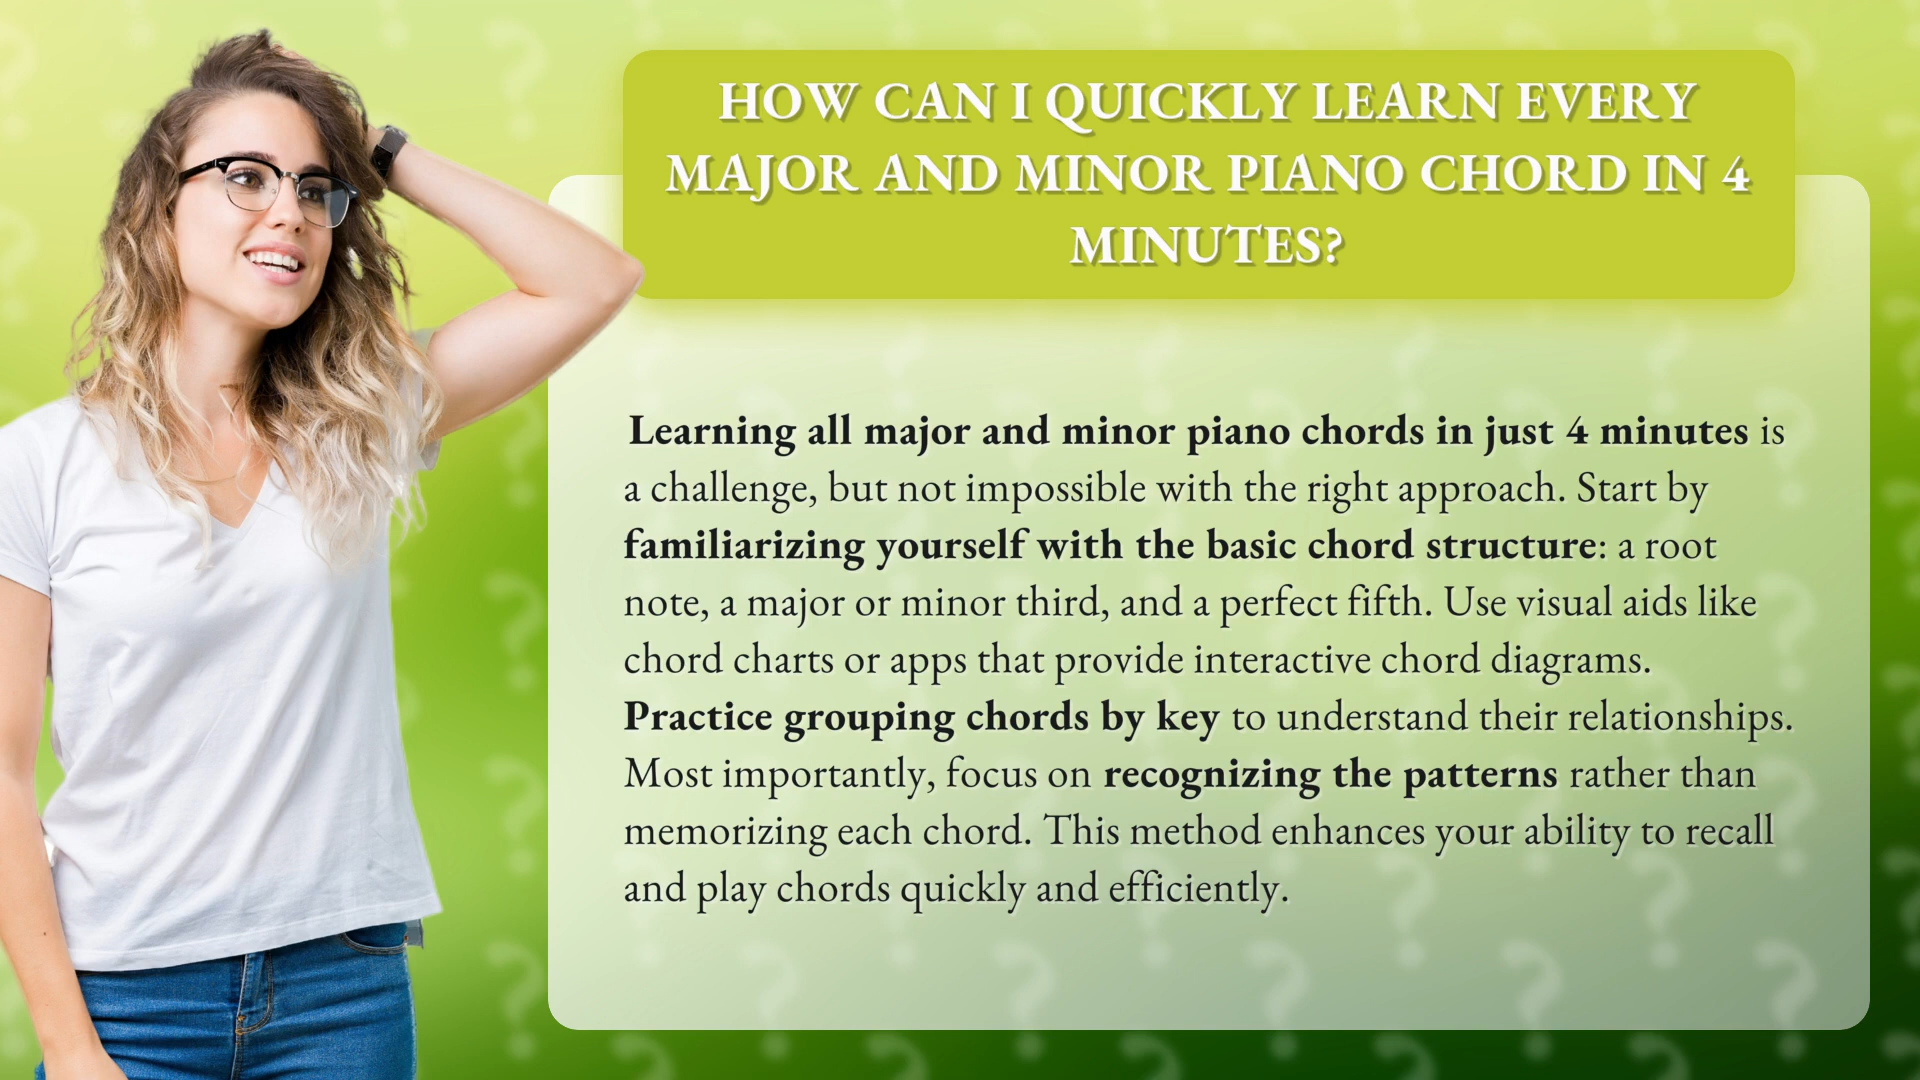 HOW CAN I QUICKLY LEARN EVERY
MAJOR AND MINOR PIANO CHORD IN 4
MINUTES?
Learning all major and minor piano chords in just 4 minutes is
a challenge, but not impossible with the right approach. Start by
familiarizing yourself with the basic chord structure: a root
note, a major or minor third, and a perfect fifth. Use visual aids like
chord charts or apps that provide interactive chord diagrams.
Practice grouping chords by key to understand their relationships.
Most importantly, focus on recognizing the patterns rather than
memorizing each chord. This method enhances your ability to recall
and play chords quickly and efficiently.